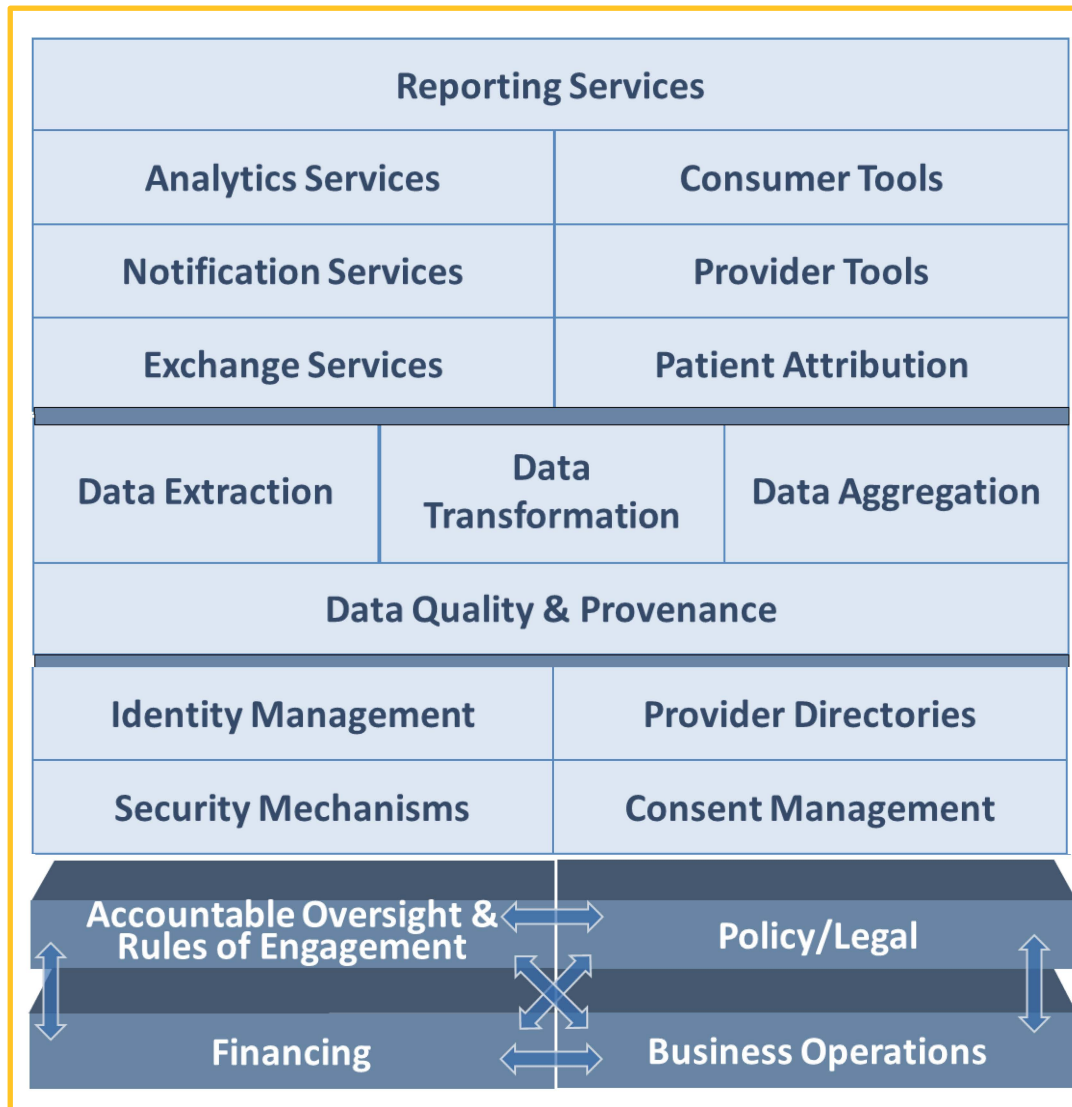 Reporting Services
Analytics Services
Consumer Tools
Notification Services
Provider Tools
Exchange Services
Patient Attribution
Data Extraction
Data
Transformation
Data Aggregation
Data Quality & Provenance
Identity Management
Provider Directories
Security Mechanisms
Consent Management
Accountable Oversight &
Rules of Engagement
Policy/Legal
Financing
Business Operations